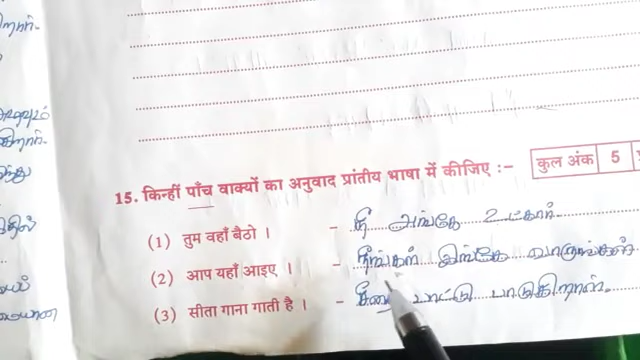 15. किन्हीं पाँच वाक्यों का अनुवाद प्रांतीय भाषा में कीजिए :- कुल अंक 5
(1) तुम वहाँ बैठो । - நீ அங்கே உட்கார்.
(2) आप यहाँ आइए । - நீங்கள் இங்கே வாருங்கள்
(3) सीता गाना गाती है । - சீதை பாட்டு பாடுகிறாள்.